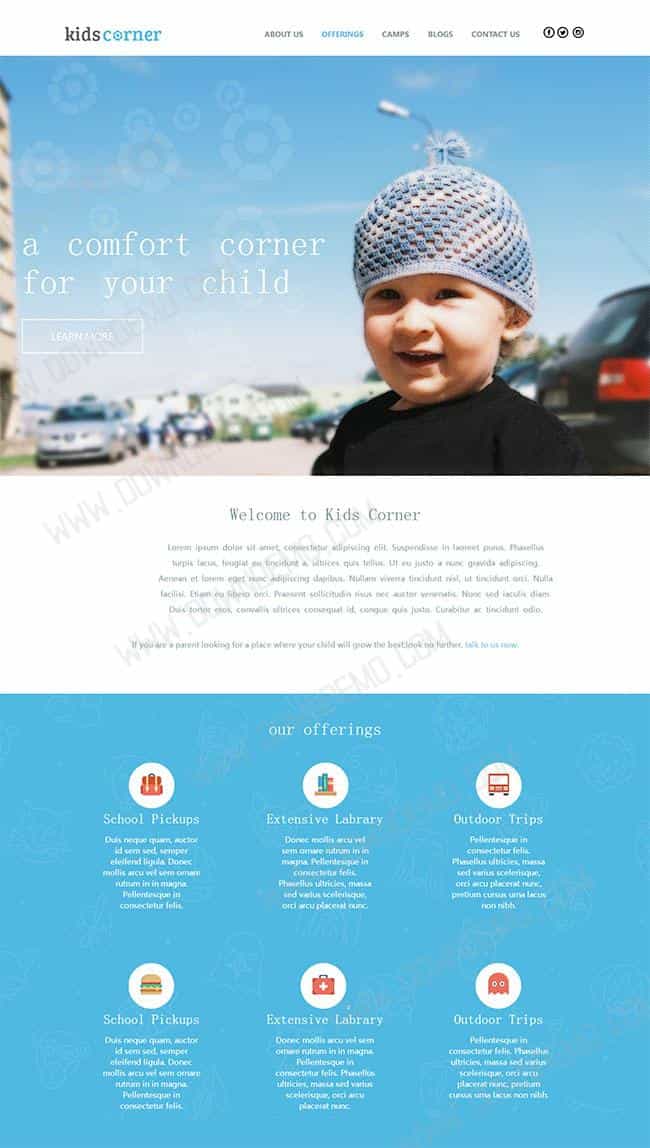 kidscorner
ABOUT US OFFERINGS CAMPS BLOGS CONTACT US
a comfort corner
for your child
LEARN MORE
Welcome to Kids Corner
Lorem ipsum dolor sit amet, consectetur adipiscing elit. Suspendisse in laoreet purus. Phasellus
turpis lacus, feugiat eu tincidunt a, ultrices quis tellus. Ut eu justo a nunc gravida adipiscing.
Aenean et lorem eget nunc adipiscing dapibus. Nullam viverra tincidunt nisl, ut tincidunt orci. Nulla
facilisi. Etiam eu libero orci. Praesent sollicitudin risus nec auctor venenatis. Nunc sed iaculis diam.
Duis tortor eros, convallis ultrices consequat id, congue quis justo. Curabitur ac tincidunt odio.
If you are a parent looking for a place where your child will grow the best,look no further, talk to us now.
our offerings
School Pickups
Duis neque quam, auctor
id sem sed, semper
eleifend ligula. Donec
mollis arcu vel sem ornare
rutrum in in magna.
Pellentesque in
consectetur felis.
Extensive Labrary
Donec mollis arcu vel
sem ornare rutrum in in
magna. Pellentesque in
consectetur felis.
Phasellus ultricies, massa
sed varius scelerisque,
orci arcu placerat nunc.
Outdoor Trips
Pellentesque in
consectetur felis.
Phasellus ultricies, massa
sed varius scelerisque,
orci arcu placerat nunc,
pretium cursus uma lacus
non nibh.
School Pickups
Duis neque quam, auctor
id sem sed, semper
eleifend ligula. Donec
mollis arcu vel sem ornare
rutrum in in magna.
Pellentesque in
consectetur felis.
Extensive Labrary
Donec mollis arcu vel sem
ornare rutrum in in magna.
consectetur felis. Phasellus
ultricies, massa sed varius
scelerisque, orci arcu
placerat nunc.
Outdoor Trips
Pellentesque in
consectetur felis. Phasellus
ultricies, massa sed varius
scelerisque, orci arcu
placerat nunc, pretium
cursus uma lacus non nibh.
WWW.DOWNDEMO.COM